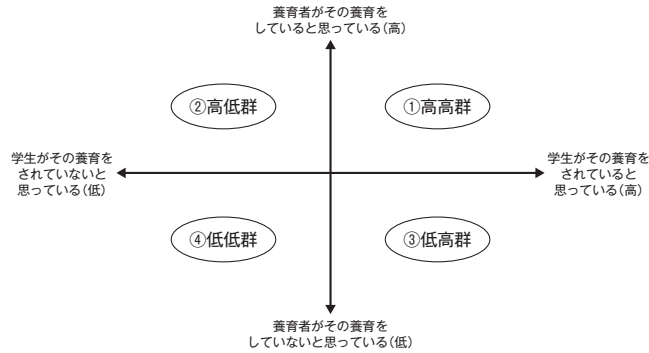 養育者がその養育を
していると思っている（高）
②高低群
①高高群
学生がその養育を
されていないと
思っている（低）
学生がその養育を
されていると
思っている（高）
④低低群
③低高群
養育者がその養育を
していないと思っている（低）